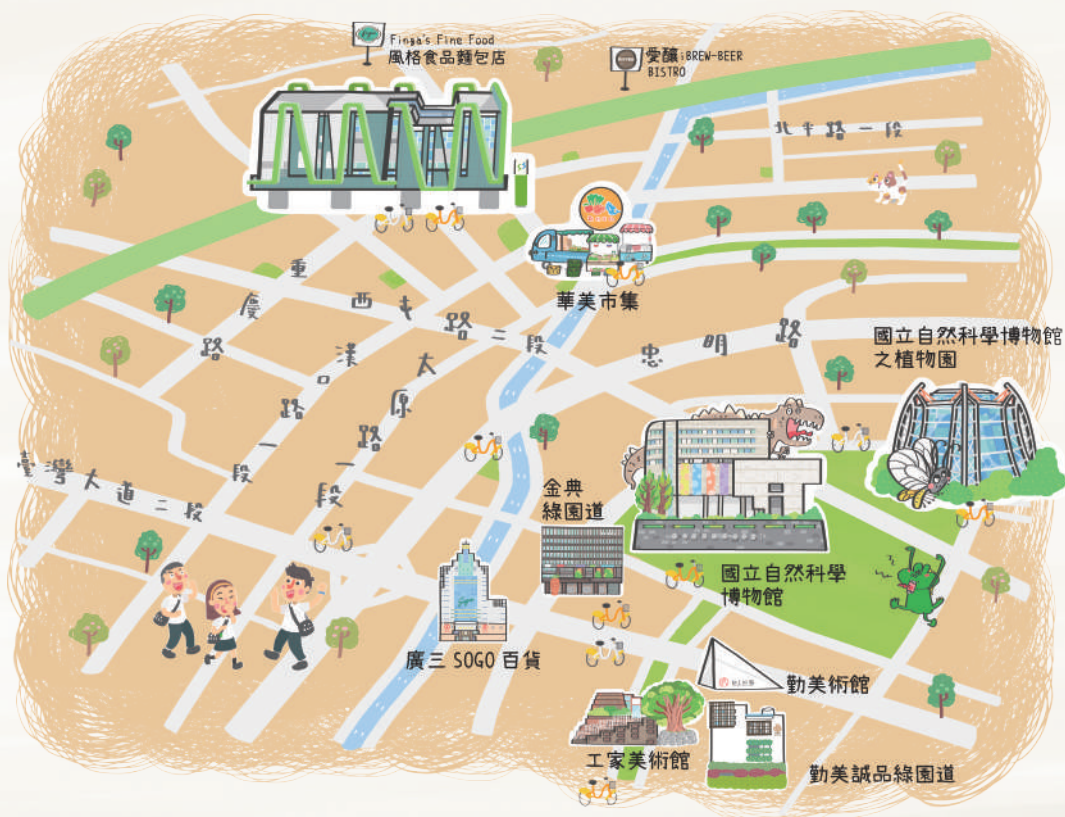 Finga's Fine Food
風格食品麵包店
愛釀iBREW-BEER
BISTRO
北平路一段
華美市集
重慶路
西屯路二段
漢口路一段
太原路一段
忠明路
國立自然科學博物館
之植物園
臺灣大道二段
金典
綠園道
國立自然科學
博物館
廣三 SOGO 百貨
勤美術館
工家美術館
勤美誠品綠園道